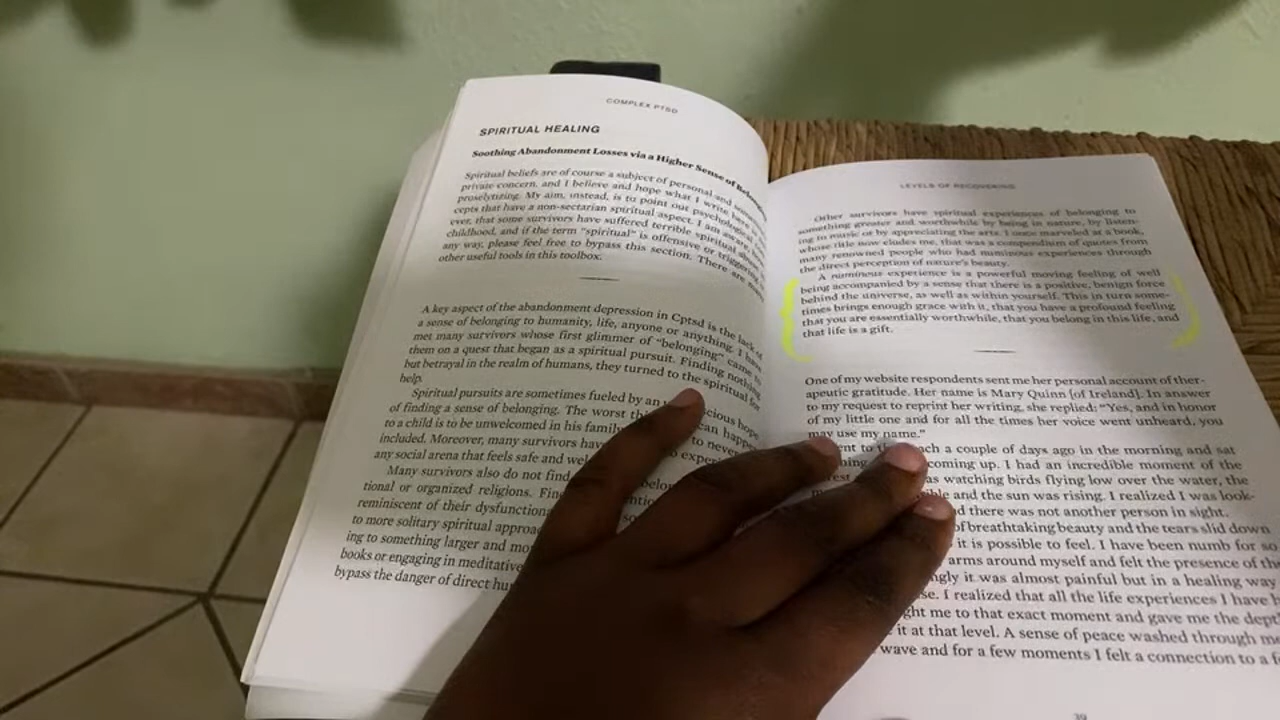 COMPLEX PTSD
SPIRITUAL HEALING
Soothing Abandonment Losses via a Higher Sense of
Spiritual beliefs are of course a subject of personal and
private concern, and I believe and hope what I write here
proselytizing. My aim, instead, is to point out psychological
cepts that have a non-sectarian spiritual aspect. I am aware,
ever, that some survivors have suffered terrible spiritual
childhood, and if the term "spiritual" is offensive or triggering
any way, please feel free to bypass this section. There are many
other useful tools in this toolbox.
A key aspect of the abandonment depression in Cptsd is the lack of
a sense of belonging to humanity, life, anyone or anything. I have
met many survivors whose first glimmer of "belonging" came
them on a quest that began as a spiritual pursuit. Finding nothing
but betrayal in the realm of humans, they turned to the spiritual for
help.
Spiritual pursuits are sometimes fueled by an hope
of finding a sense of belonging. The worst can happen
to a child is to be unwelcomed in his family to never
included. Moreover, many survivors have
any social arena that feels safe and
Many survivors also do not find
tional or organized religions.
reminiscent of their
to more solitary spiritual
ing to something larger and
books or engaging in meditative
bypass the danger of direct
LEVELS OF RECOVERING
Other survivors have spiritual experiences of belonging to
something greater and worthwhile by being in nature, by listen-
ing to music or by appreciating the arts. I once marveled at a book,
whose title now eludes me, that was a compendium of quotes from
many renowned people who had numinous experiences through
the direct perception of nature's beauty.
A numinous experience is a powerful moving feeling of well
being accompanied by a sense that there is a positive, benign force
behind the universe, as well as within yourself. This in turn some-
times brings enough grace with it, that you have a profound feeling
that you are essentially worthwhile, that you belong in this life, and
that life is a gift.
One of my website respondents sent me her personal account of ther-
apeutic gratitude. Her name is Mary Quinn [of Ireland]. In answer
to my request to reprint her writing, she replied: "Yes, and in honor
of my little one and for all the times her voice went unheard, you
may use my name."
a couple of days ago in the morning and sat
coming up. I had an incredible moment of the
as watching birds flying low over the water, the
and the sun was rising. I realized I was look-
there was not another person in sight.
of breathtaking beauty and the tears slid down
it is possible to feel. I have been numb for so
arms around myself and felt the presence of the
it was almost painful but in a healing way
I realized that all the life experiences I have
me to that exact moment and gave me the
it at that level. A sense of peace washed through me
wave and for a few moments I felt a connection to a
39